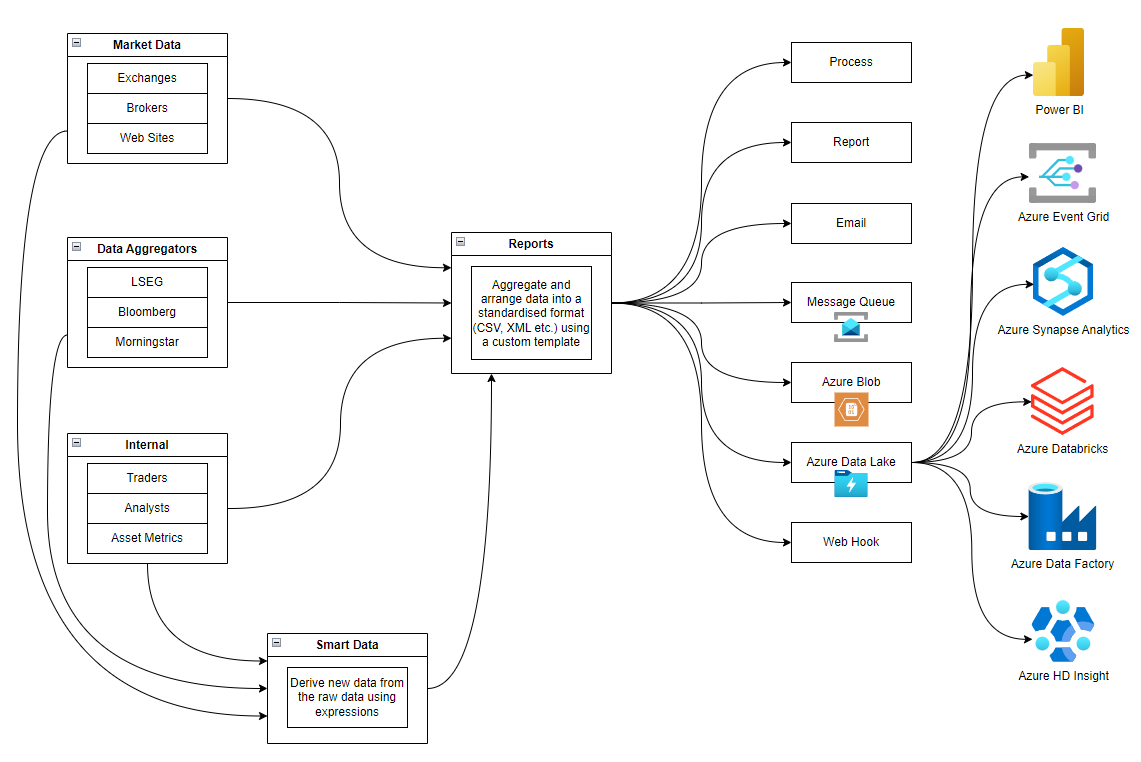 Market Data
Exchanges
Brokers
Web Sites
Data Aggregators
LSEG
Bloomberg
Morningstar
Internal
Traders
Analysts
Asset Metrics
Smart Data
Derive new data from
the raw data using
expressions
Reports
Aggregate and
arrange data into a
standardised format
(CSV, XML etc.) using
a custom template
Process
Report
Email
Message Queue
Azure Blob
10
01
Azure Data Lake
Web Hook
Power BI
Azure Event Grid
Azure Synapse Analytics
Azure Databricks
Azure Data Factory
Azure HD Insight